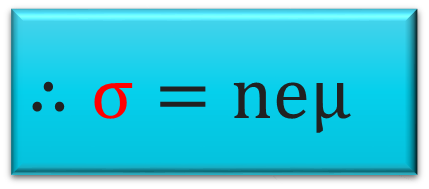 ∴ σ = neμ